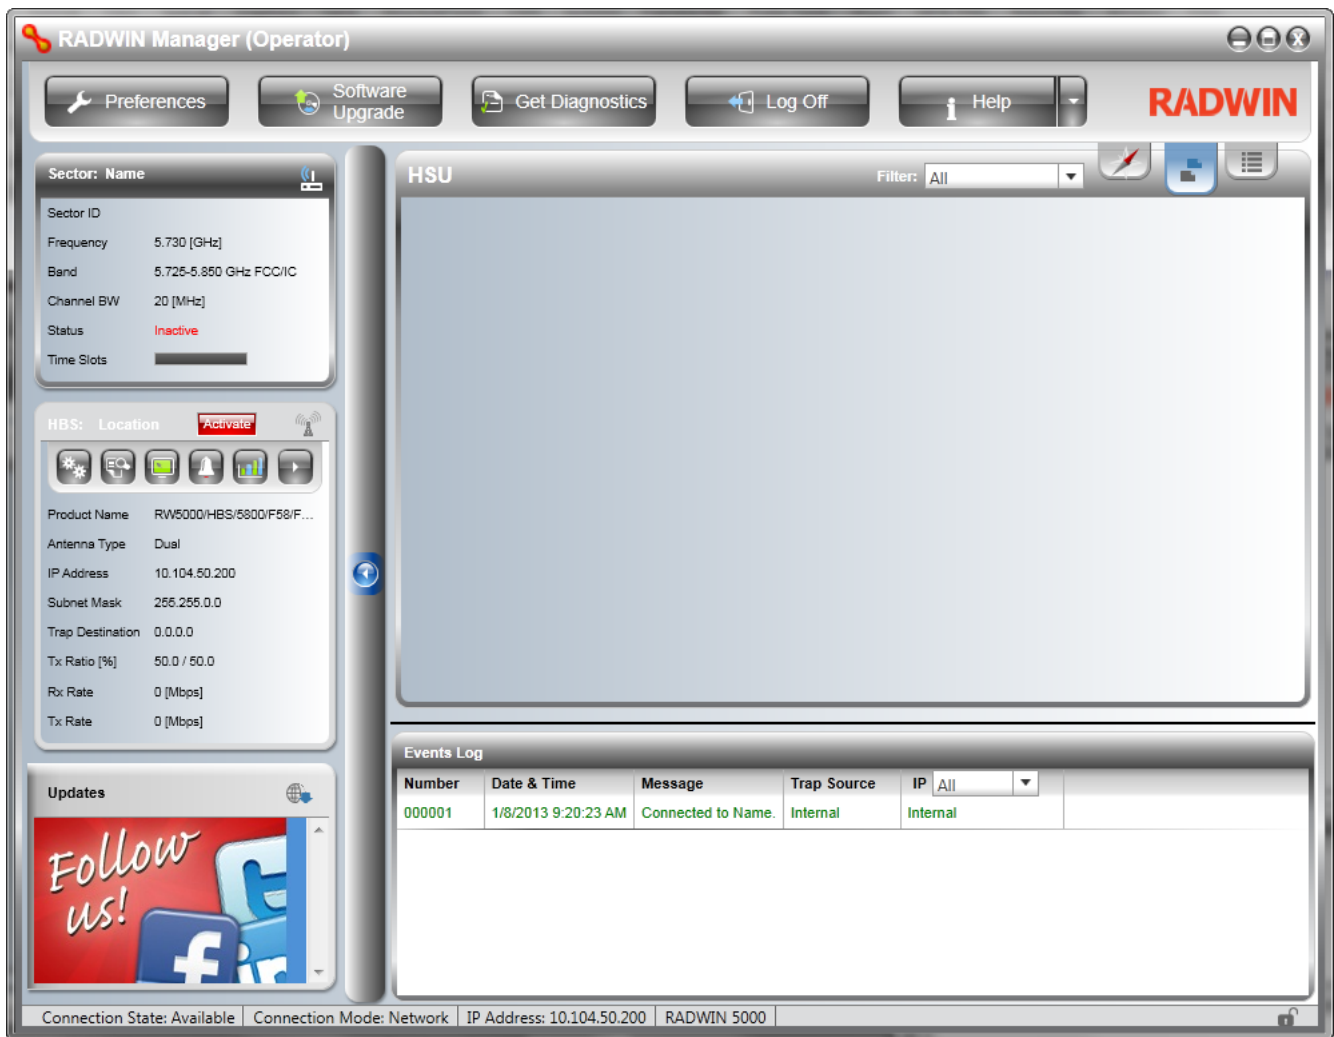 RADWIN Manager (Operator)
Preferences
Software Upgrade
Get Diagnostics
Log Off
i Help
RADWIN
Sector: Name
Sector ID
Frequency 5.730 [GHz]
Band 5.725-5.850 GHz FCC/IC
Channel BW 20 [MHz]
Status Inactive
Time Slots
HBS: Location Activate
Product Name RW5000/HBS/5800/F58/F...
Antenna Type Dual
IP Address 10.104.50.200
Subnet Mask 255.255.0.0
Trap Destination 0.0.0.0
Tx Ratio [%] 50.0 / 50.0
Rx Rate 0 [Mbps]
Tx Rate 0 [Mbps]
Updates
Follow
us!
f
in
HSU
Filter: All
Events Log
Number Date & Time Message Trap Source IP All
000001 1/8/2013 9:20:23 AM Connected to Name. Internal Internal
Connection State: Available Connection Mode: Network IP Address: 10.104.50.200 RADWIN 5000